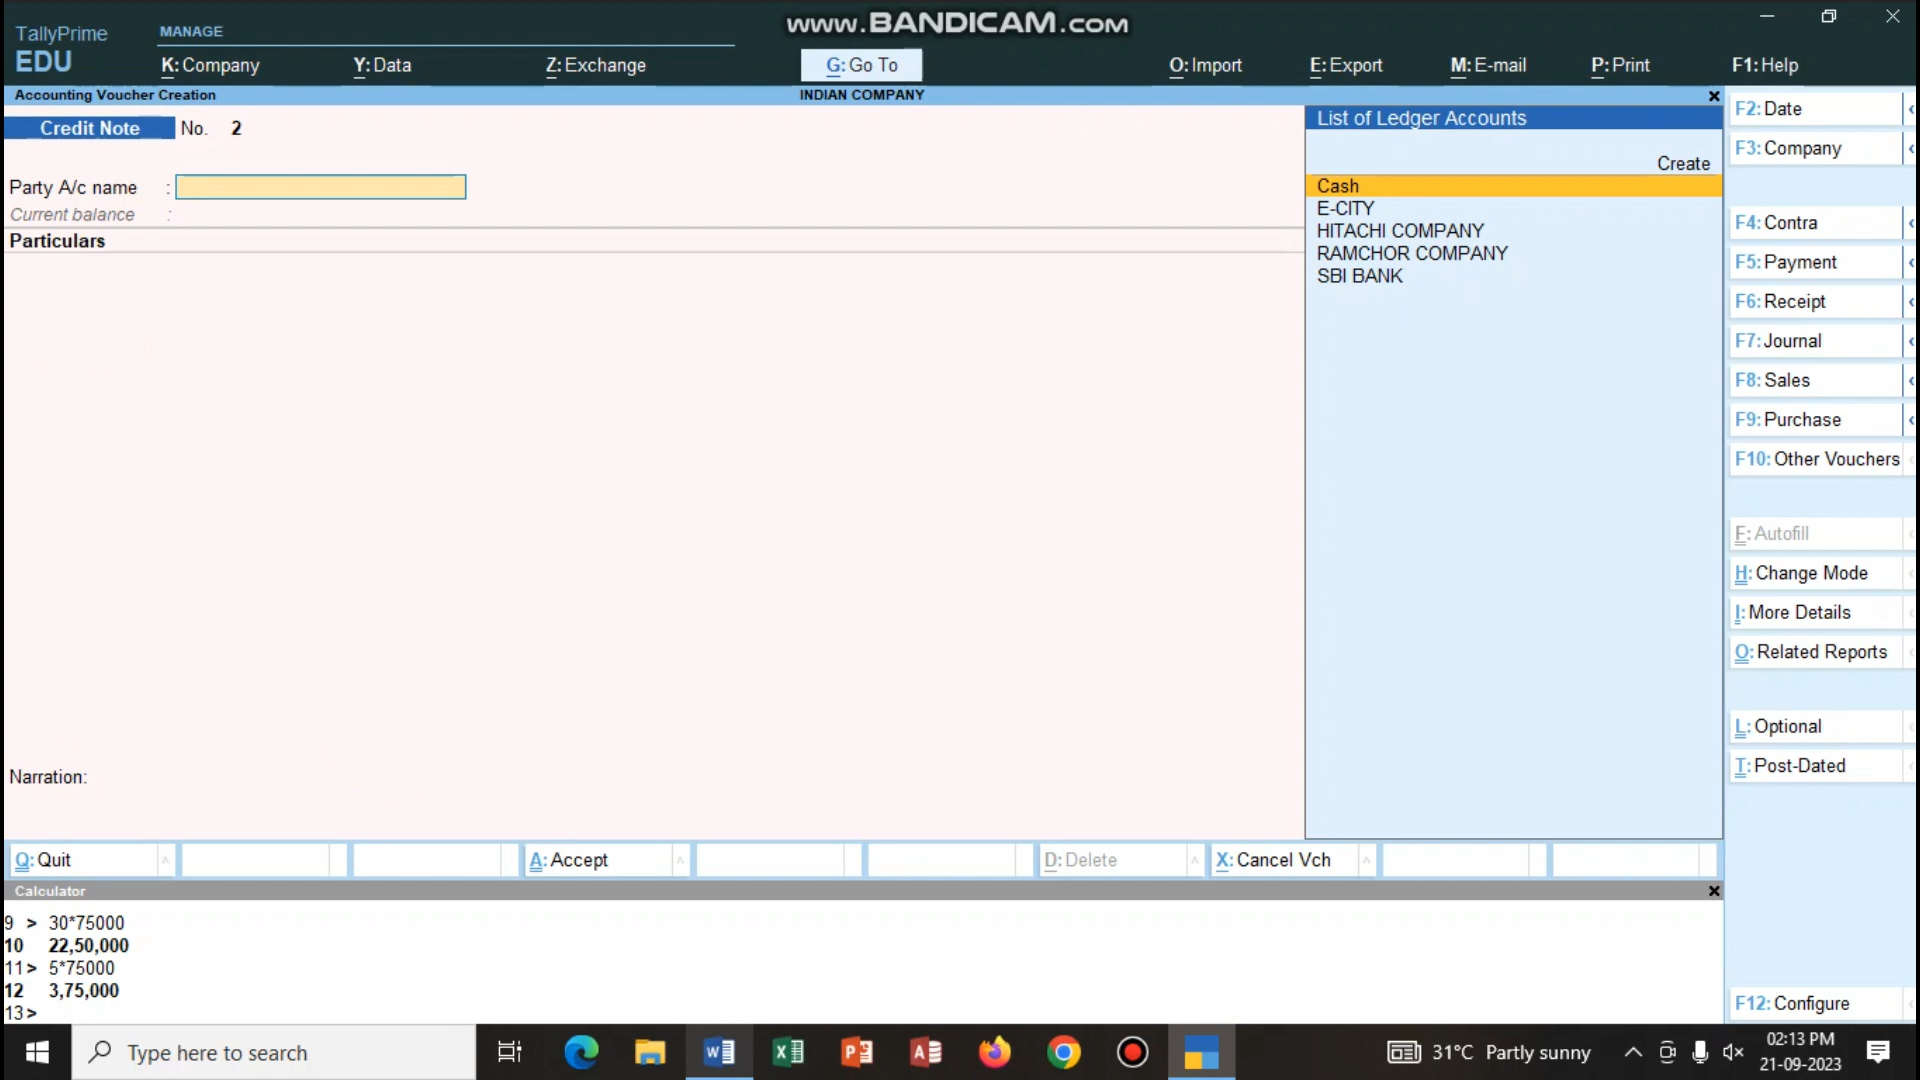 www.BANDICAM.com
TallyPrime
EDU
MANAGE
K: Company
Y: Data
Z: Exchange
G: Go To
O: Import
E: Export
M: E-mail
P: Print
F1: Help
Accounting Voucher Creation
INDIAN COMPANY
Credit Note No. 2
Party A/c name :
Current balance :
Particulars
List of Ledger Accounts
Create
Cash
E-CITY
HITACHI COMPANY
RAMCHOR COMPANY
SBI BANK
F2: Date
F3: Company
F4: Contra
F5: Payment
F6: Receipt
F7: Journal
F8: Sales
F9: Purchase
F10: Other Vouchers
F: Autofill
H: Change Mode
I: More Details
O: Related Reports
L: Optional
T: Post-Dated
F12: Configure
Narration:
Q: Quit
A: Accept
D: Delete
X: Cancel Vch
Calculator
9 > 30*75000
10 22,50,000
11> 5*75000
12 3,75,000
13>
Type here to search
31°C Partly sunny
02:13 PM
21-09-2023